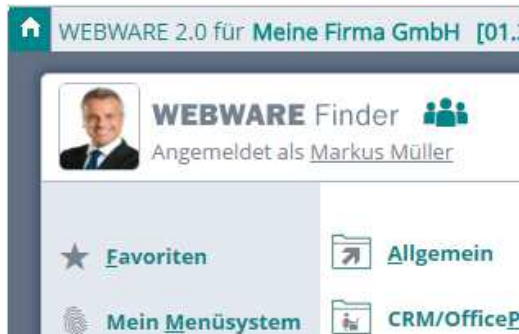 WEBWARE 2.0 für Meine Firma GmbH [01.
WEBWARE Finder
Angemeldet als Markus Müller
Favoriten
Allgemein
Mein Menüsystem
CRM/OfficeP